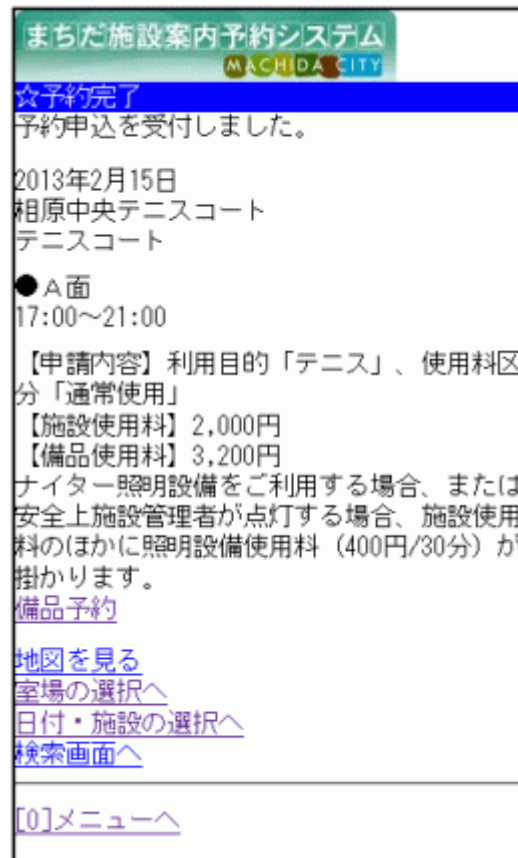 まちだ施設案内予約システム
MACHIDA CITY
☆予約完了
予約申込を受付しました。
2013年2月15日
相原中央テニスコート
テニスコート
●A面
17:00～21:00
【申請内容】利用目的「テニス」、使用料区
分「通常使用」
【施設使用料】2,000円
【備品使用料】3,200円
ナイター照明設備をご利用する場合、または
安全上施設管理者が点灯する場合、施設使用
料のほかに照明設備使用料（400円/30分）が
掛かります。
備品予約
地図を見る
室場の選択へ
日付・施設の選択へ
検索画面へ
[0]メニューへ